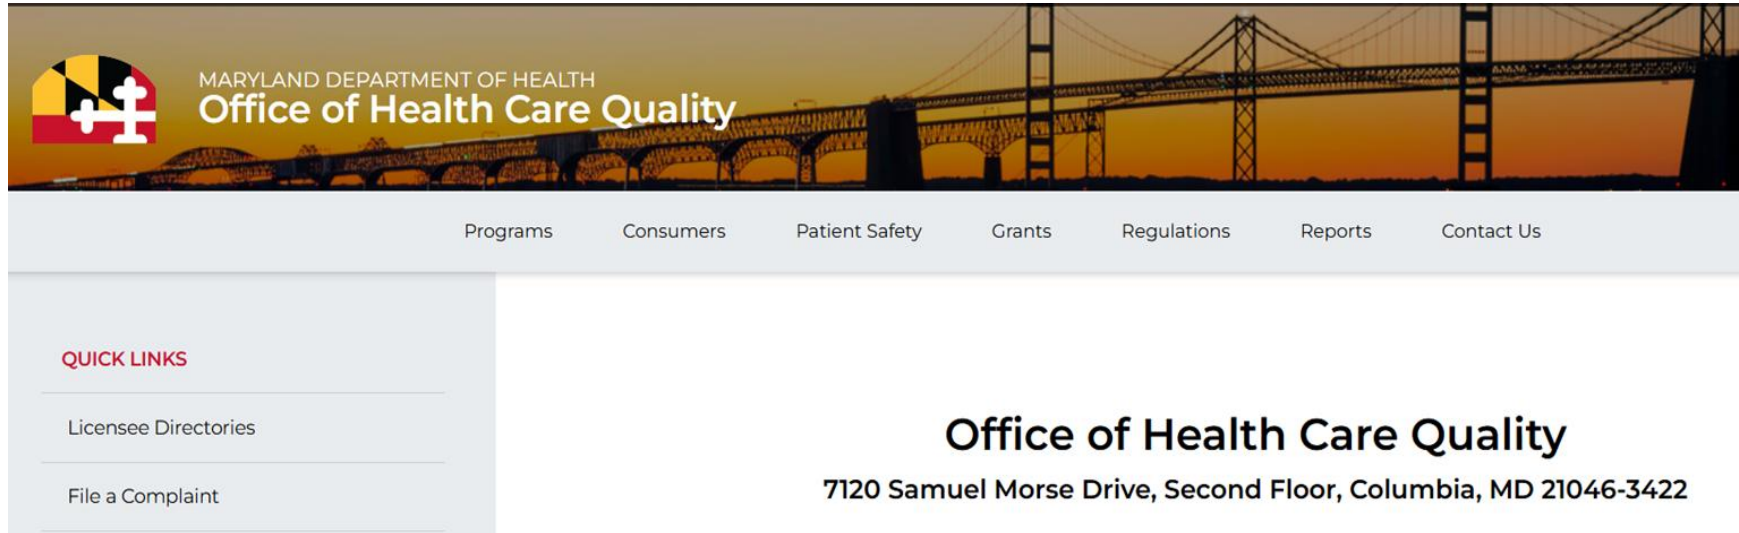 MARYLAND DEPARTMENT OF HEALTH
Office of Health Care Quality
Programs Consumers Patient Safety Grants Regulations Reports Contact Us
QUICK LINKS
Licensee Directories
File a Complaint
Office of Health Care Quality
7120 Samuel Morse Drive, Second Floor, Columbia, MD 21046-3422